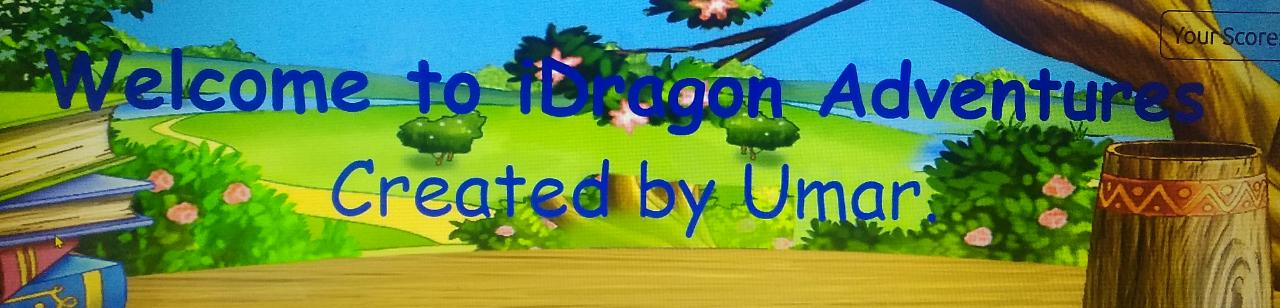 Your Score
Welcome to iDragon Adventures
Created by Umar.